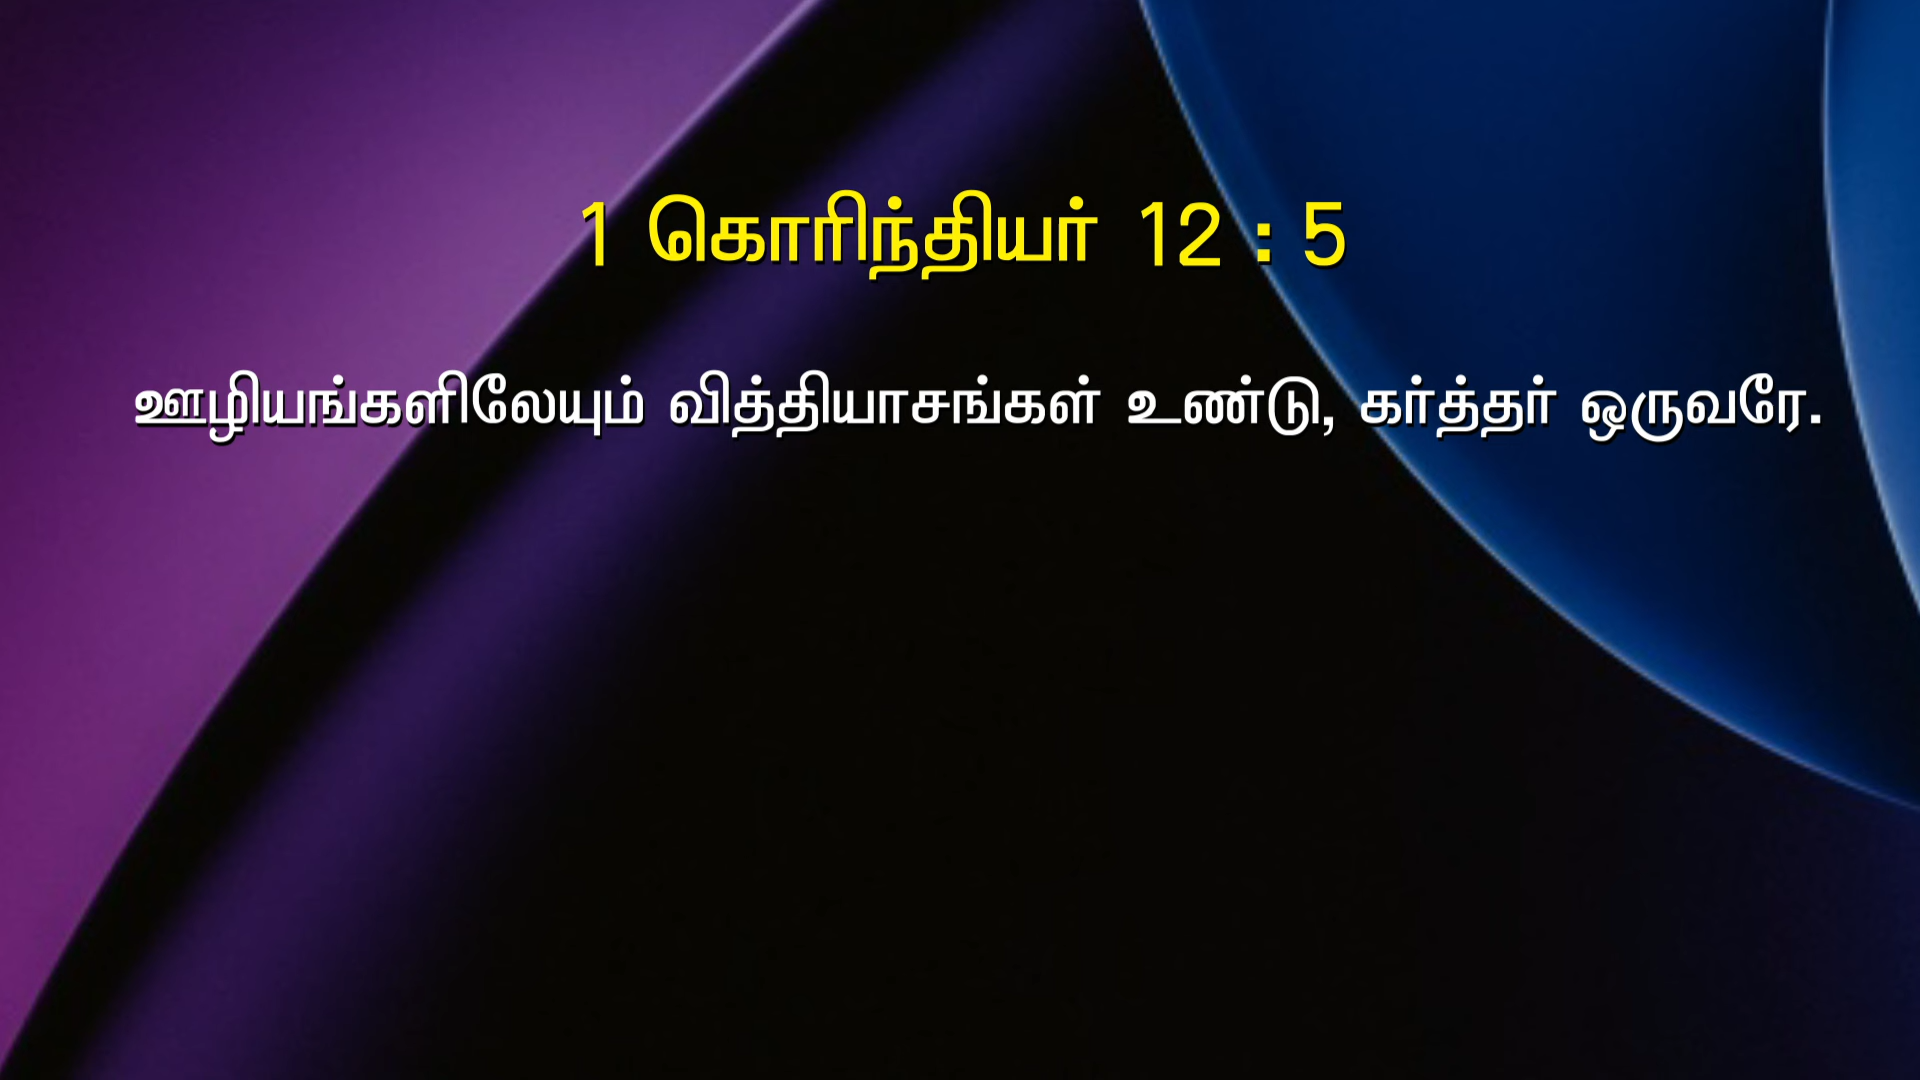 1 கொரிந்தியர் 12 : 5
ஊழியங்களிலேயும் வித்தியாசங்கள் உண்டு, கர்த்தர் ஒருவரே.